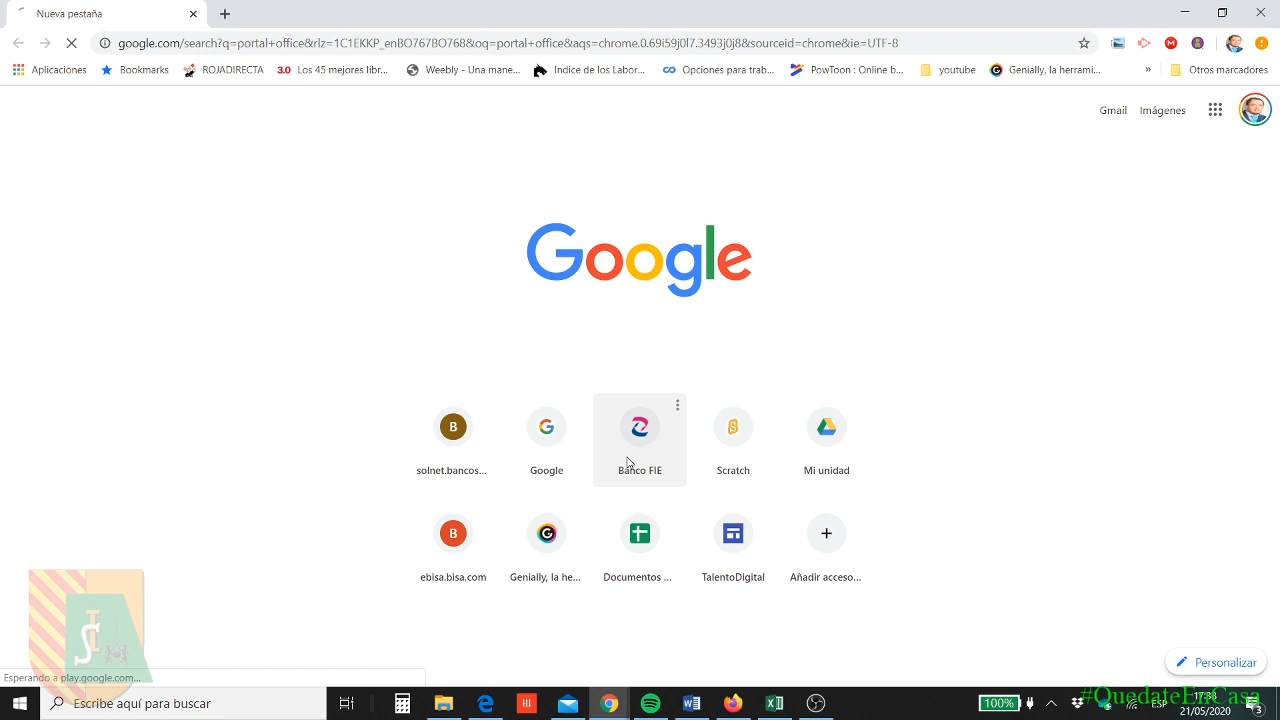 Nueva pestaña
google.com/search?q=portal+office&rlz=1C1EKKP_enBO767BO768&oq=portal+office&aqs=chrome.0.69i59j0l7.3493j0j8&sourceid=chrome&ie=UTF-8
Aplicaciones Bookmarks ROJADIRECTA 3.0 Los 45 mejores libr... Weebly - Una mane... Indice de los Labor... Opciones para trab... PowToon : Online b... youtube Genially, la herrami... » Otros marcadores
Gmail Imágenes
Google
solnet.bancos... Google Banco FIE Scratch Mi unidad
ebisa.bisa.com Genially, la he... Documentos ... TalentoDigital Añadir acceso...
Personalizar
Esperando a play.google.com...
Escribe aquí para buscar
100%
ESP
17:38
#QuedateEnCasa
21/05/2020
3